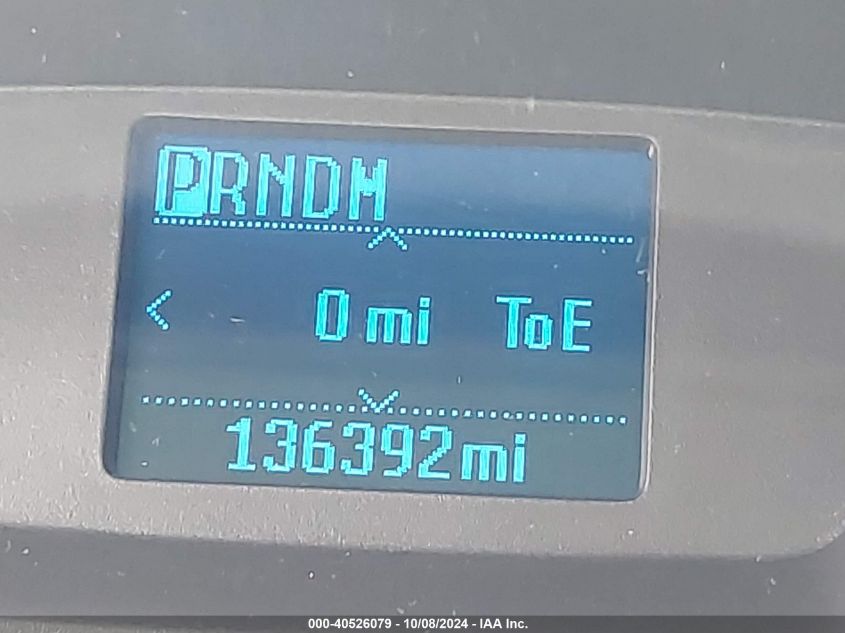 PRNDM
0 mi ToE
136392mi
000-40526079 - 10/08/2024 - IAA Inc.